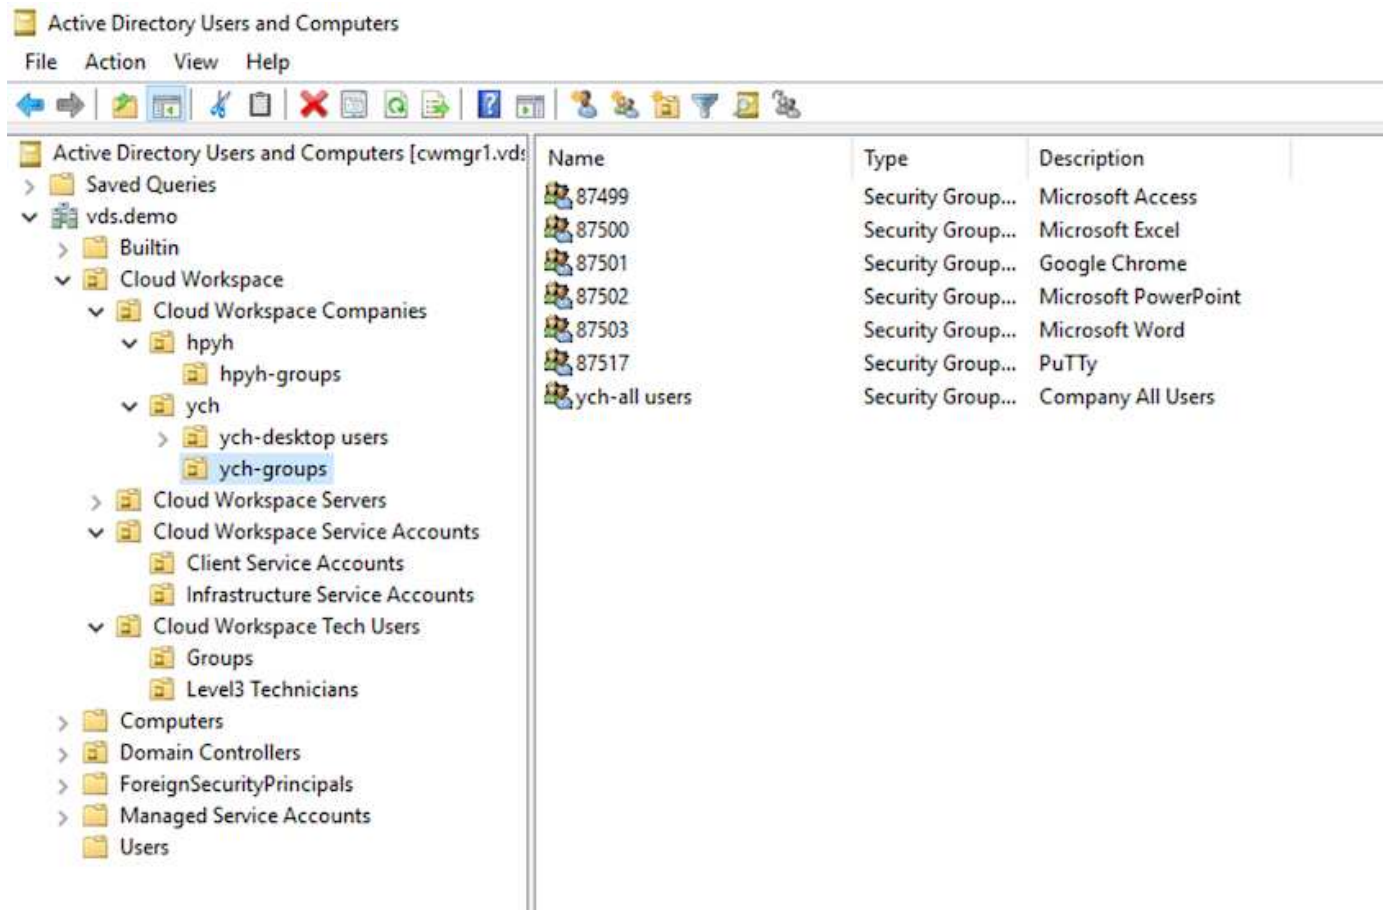 Active Directory Users and Computers
File Action View Help
Active Directory Users and Computers [cwmgr1.vds
Saved Queries
vds.demo
Builtin
Cloud Workspace
Cloud Workspace Companies
hpyh
hpyh-groups
ych
ych-desktop users
ych-groups
Cloud Workspace Servers
Cloud Workspace Service Accounts
Client Service Accounts
Infrastructure Service Accounts
Cloud Workspace Tech Users
Groups
Level3 Technicians
Computers
Domain Controllers
ForeignSecurityPrincipals
Managed Service Accounts
Users
Name Type Description
87499 Security Group... Microsoft Access
87500 Security Group... Microsoft Excel
87501 Security Group... Google Chrome
87502 Security Group... Microsoft PowerPoint
87503 Security Group... Microsoft Word
87517 Security Group... PuTTy
ych-all users Security Group... Company All Users